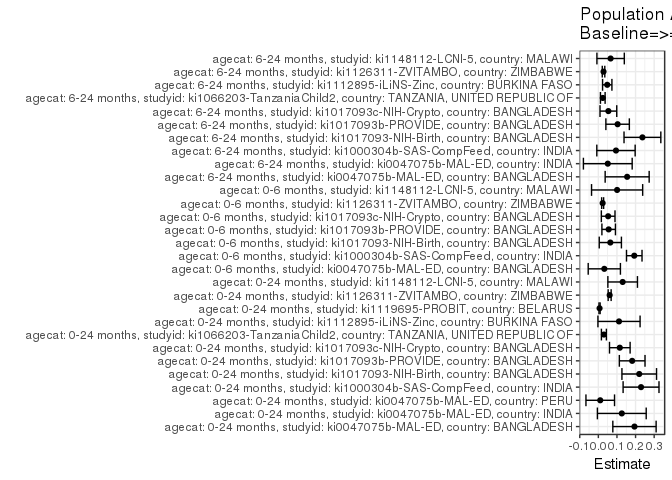 Population
Baseline=>
agecat: 6-24 months, studyid: ki1148112-LCNI-5, country: MALAWI
agecat: 6-24 months, studyid: ki1126311-ZVITAMBO, country: ZIMBABWE
agecat: 6-24 months, studyid: ki1112895-iLiNS-Zinc, country: BURKINA FASO
agecat: 6-24 months, studyid: ki1066203-TanzaniaChild2, country: TANZANIA, UNITED REPUBLIC OF
agecat: 6-24 months, studyid: ki1017093c-NIH-Crypto, country: BANGLADESH
agecat: 6-24 months, studyid: ki1017093b-PROVIDE, country: BANGLADESH
agecat: 6-24 months, studyid: ki1017093-NIH-Birth, country: BANGLADESH
agecat: 6-24 months, studyid: ki1000304b-SAS-CompFeed, country: INDIA
agecat: 6-24 months, studyid: ki0047075b-MAL-ED, country: INDIA
agecat: 6-24 months, studyid: ki0047075b-MAL-ED, country: BANGLADESH
agecat: 0-6 months, studyid: ki1148112-LCNI-5, country: MALAWI
agecat: 0-6 months, studyid: ki1126311-ZVITAMBO, country: ZIMBABWE
agecat: 0-6 months, studyid: ki1017093c-NIH-Crypto, country: BANGLADESH
agecat: 0-6 months, studyid: ki1017093b-PROVIDE, country: BANGLADESH
agecat: 0-6 months, studyid: ki1017093-NIH-Birth, country: BANGLADESH
agecat: 0-6 months, studyid: ki1000304b-SAS-CompFeed, country: INDIA
agecat: 0-6 months, studyid: ki0047075b-MAL-ED, country: BANGLADESH
agecat: 0-24 months, studyid: ki1148112-LCNI-5, country: MALAWI
agecat: 0-24 months, studyid: ki1126311-ZVITAMBO, country: ZIMBABWE
agecat: 0-24 months, studyid: ki1119695-PROBIT, country: BELARUS
agecat: 0-24 months, studyid: ki1112895-iLiNS-Zinc, country: BURKINA FASO
agecat: 0-24 months, studyid: ki1066203-TanzaniaChild2, country: TANZANIA, UNITED REPUBLIC OF
agecat: 0-24 months, studyid: ki1017093c-NIH-Crypto, country: BANGLADESH
agecat: 0-24 months, studyid: ki1017093b-PROVIDE, country: BANGLADESH
agecat: 0-24 months, studyid: ki1017093-NIH-Birth, country: BANGLADESH
agecat: 0-24 months, studyid: ki1000304b-SAS-CompFeed, country: INDIA
agecat: 0-24 months, studyid: ki0047075b-MAL-ED, country: PERU
agecat: 0-24 months, studyid: ki0047075b-MAL-ED, country: INDIA
agecat: 0-24 months, studyid: ki0047075b-MAL-ED, country: BANGLADESH
-0.1 0.0 0.1 0.2 0.3
Estimate